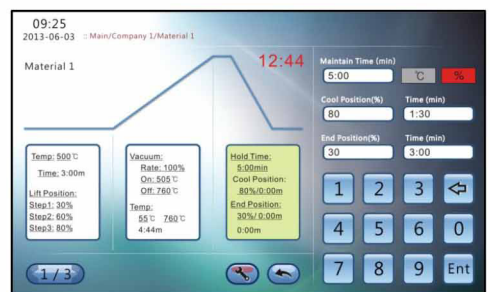 09:25
2013-06-03 :: Main/Company 1/Material 1
Material 1
12:44
Maintain Time (min)
5:00
℃
%
Cool Position(%) Time (min)
80 1:30
End Position(%) Time (min)
30 3:00
Temp: 500℃
Time: 3:00m
Lift Position:
Step1: 30%
Step2: 60%
Step3: 80%
Vacuum:
Rate: 100%
On: 505℃
Off: 760℃
Temp:
55℃ 760℃
4:44m
Hold Time:
5:00min
Cool Position:
80%/0:00m
End Position:
30%/ 0:00m
0:00m
1 2 3
4 5 6 0
7 8 9 Ent
1/3